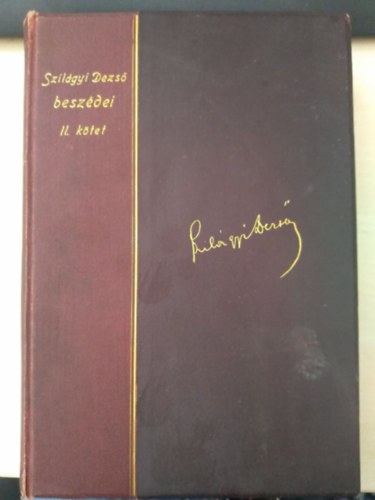 Szilágyi Dezső
beszédei
II. kötet
Szilágyi Dezső